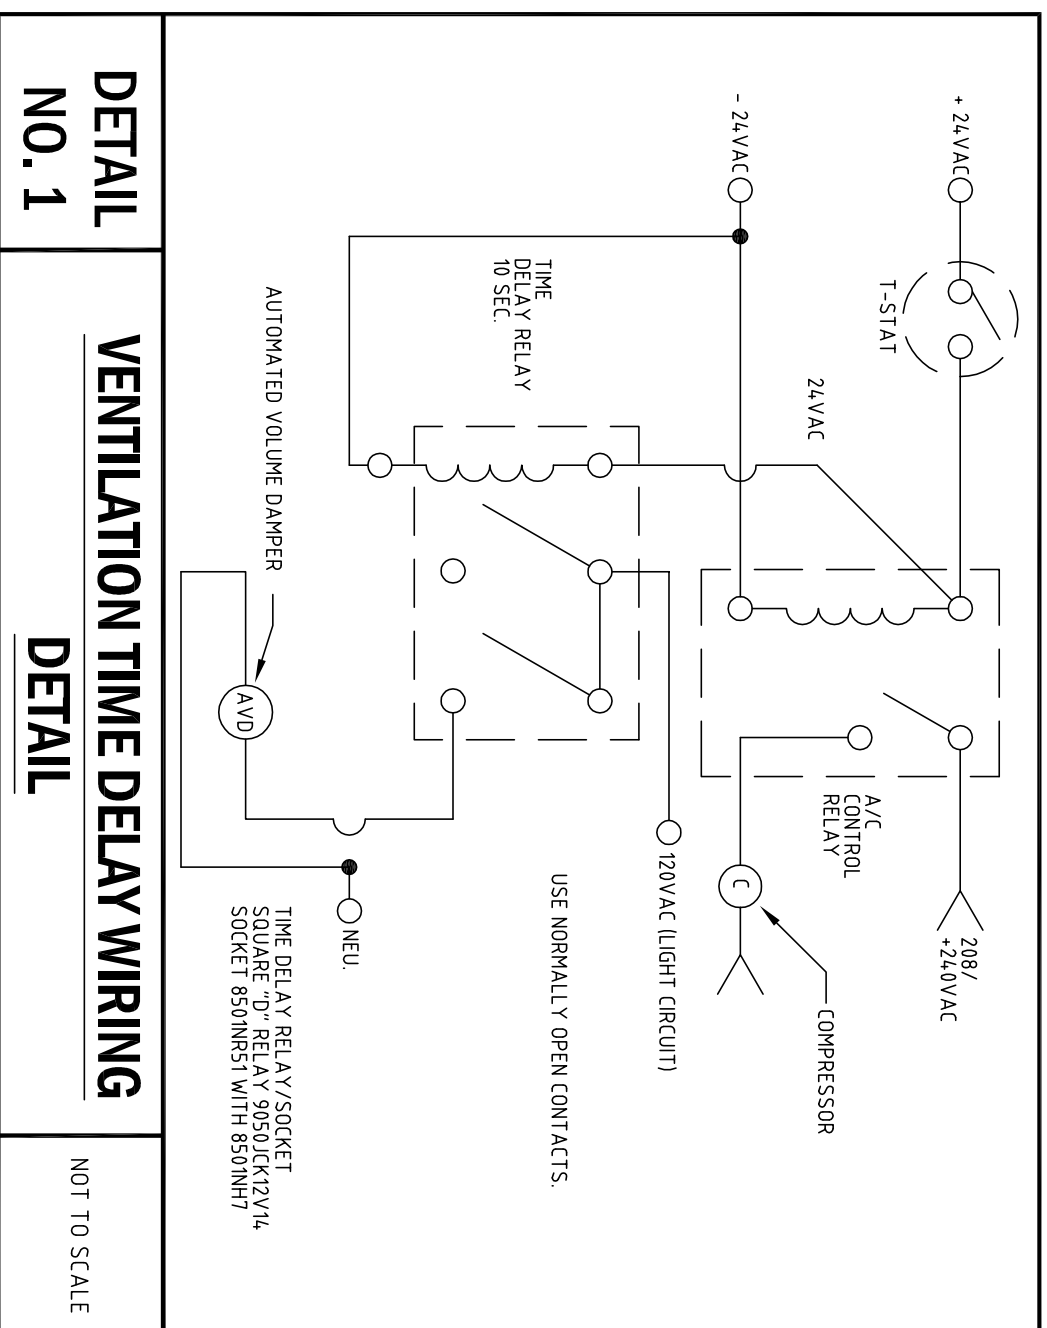 + 24VAC
T-STAT
- 24VAC
24VAC
TIME
DELAY RELAY
10 SEC.
A/C
CONTROL
RELAY
208/
+240VAC
COMPRESSOR
C
120VAC (LIGHT CIRCUIT)
USE NORMALLY OPEN CONTACTS.
AUTOMATED VOLUME DAMPER
AVD
NEU.
TIME DELAY RELAY/SOCKET
SQUARE "D" RELAY 9050JCK12V14
SOCKET 8501NR51 WITH 8501NH7
DETAIL
NO. 1
VENTILATION TIME DELAY WIRING
DETAIL
NOT TO SCALE